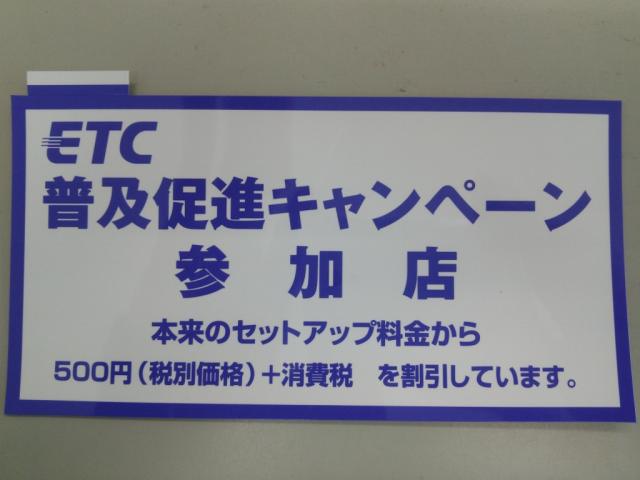 ETC
普及促進キャンペーン
参加店
本来のセットアップ料金から
500円(税別価格)+消費税 を割引しています。